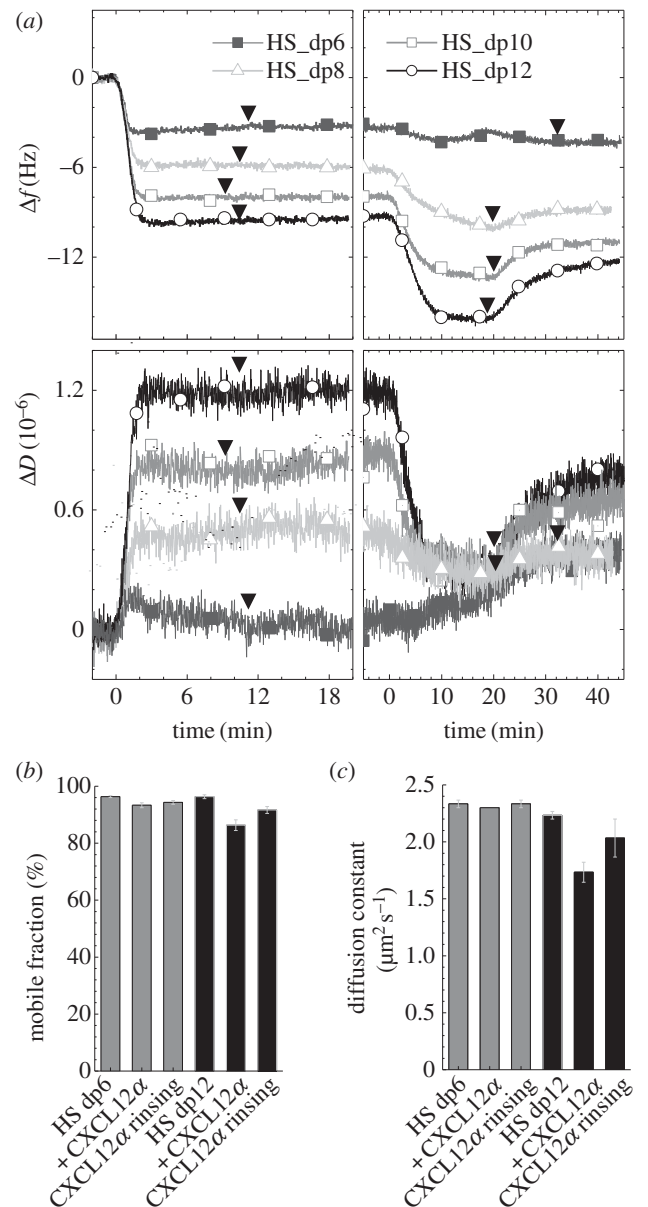 (a)
HS_dp6 HS_dp10
HS_dp8 HS_dp12
0
−6
−12
Δf (Hz)
1.2
0.6
0
ΔD (10⁻⁶)
0 6 12 18 0 10 20 30 40
time (min) time (min)
(b) (c)
100
80
60
40
20
0
mobile fraction (%)
HS dp6
+CXCL12α
CXCL12α rinsing
HS dp12
+CXCL12α
CXCL12α rinsing
2.5
2.0
1.5
1.0
0.5
0
diffusion constant
(μm² s⁻¹)
HS dp6
+CXCL12α
CXCL12α rinsing
HS dp12
+CXCL12α
CXCL12α rinsing